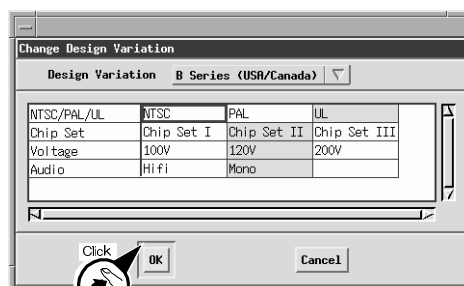 Change Design Variation
Design Variation B Series (USA/Canada)
NTSC/PAL/UL NTSC PAL UL
Chip Set Chip Set I Chip Set II Chip Set III
Voltage 100V 120V 200V
Audio Hifi Mono
Click
OK Cancel